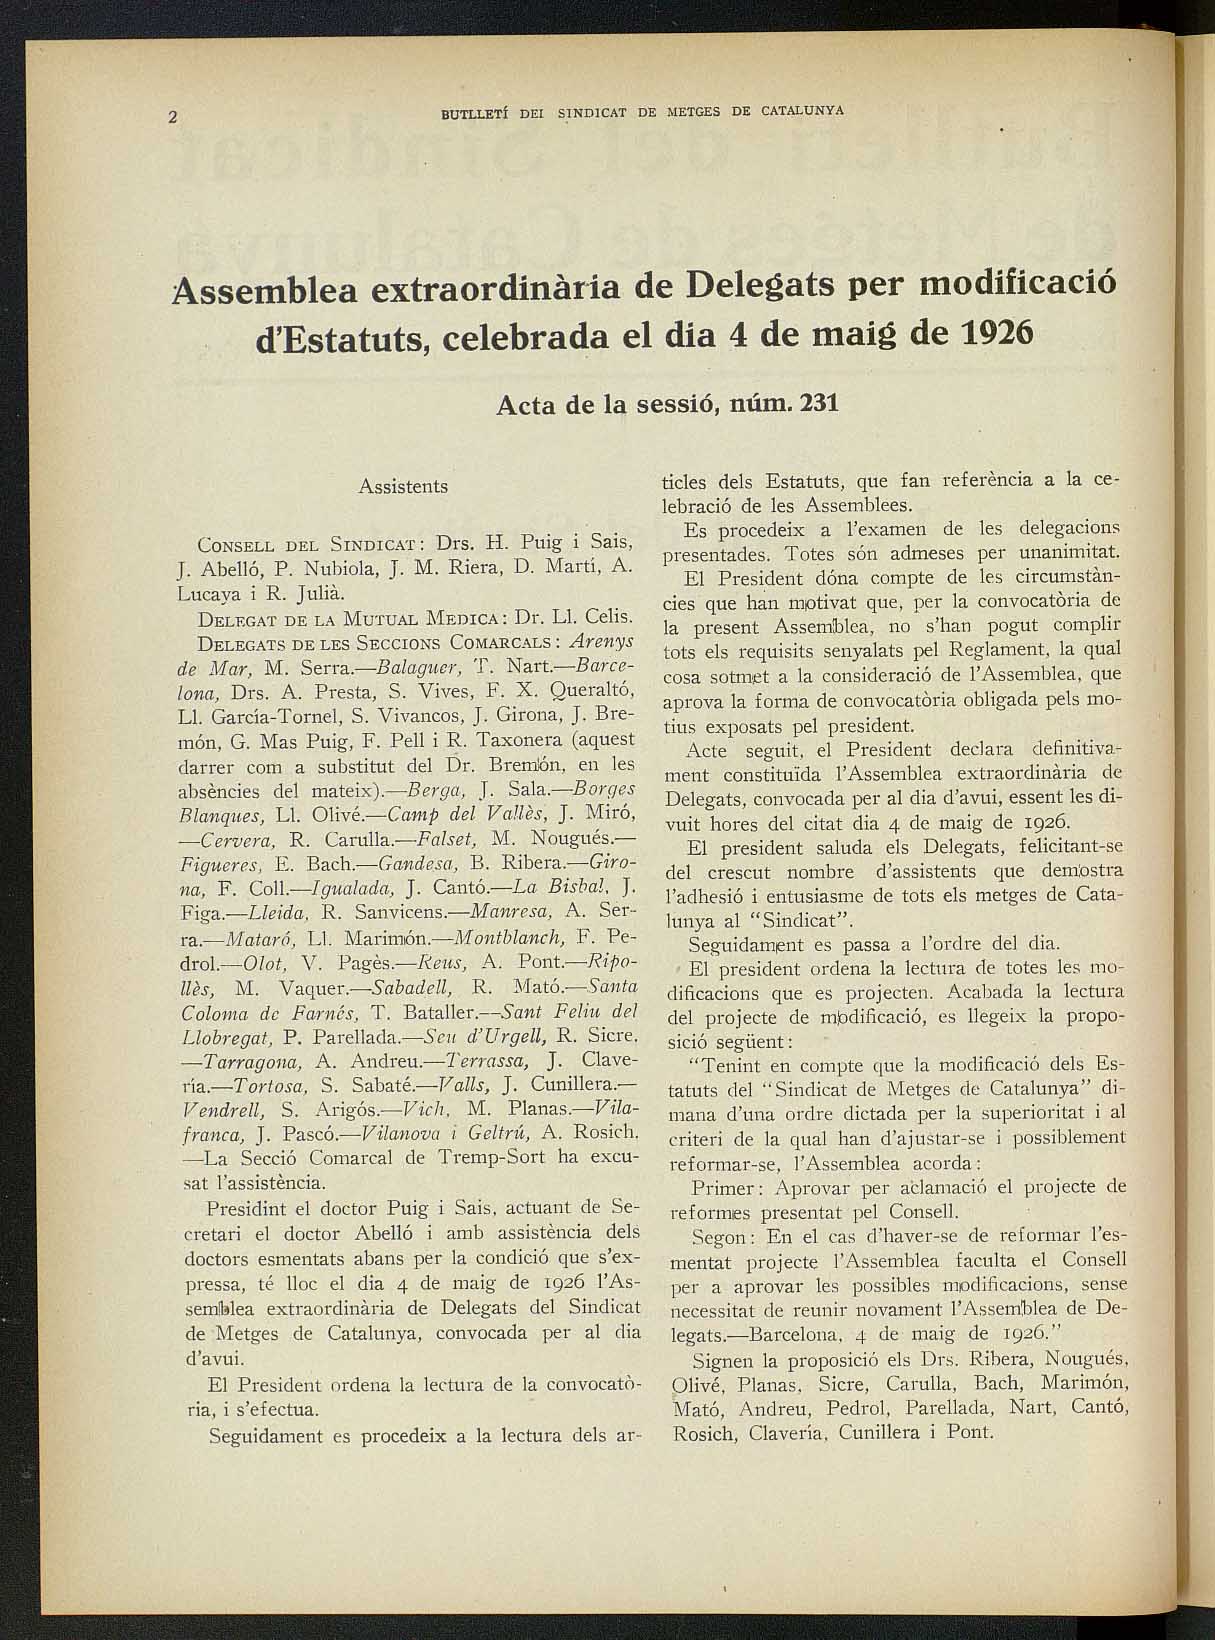 2
BUTLLETÍ DEI SINDICAT DE METGES DE CATALUNYA
Assemblea extraordinària de Delegats per modificació
d'Estatuts, celebrada el dia 4 de maig de 1926
Acta de la sessió, núm. 231
Assistents
CONSELL DEL SINDICAT: Drs. H. Puig i Sais,
J. Abelló, P. Nubiola, J. M. Riera, D. Martí, A.
Lucaya i R. Julià.
DELEGAT DE LA MUTUAL MEDICA: Dr. Ll. Celis.
DELEGATS DE LES SECCIONS COMARCALS: Arenys
de Mar, M. Serra.—Balaguer, T. Nart.—Barce-
lona, Drs. A. Presta, S. Vives, F. X. Queraltó,
Ll. García-Tornel, S. Vivancos, J. Girona, J. Bre-
món, G. Mas Puig, F. Pell i R. Taxonera (aquest
darrer com a substitut del Dr. Bremón, en les
absències del mateix).—Berga, J. Sala.—Borges
Blanques, Ll. Olivé.—Camp del Vallès, J. Miró,
—Cervera, R. Carulla.—Falset, M. Nougués.—
Figueres, E. Bach.—Gandesa, B. Ribera.—Giro-
na, F. Coll.—Igualada, J. Cantó.—La Bisbal, J.
Figa.—Lleida, R. Sanvicens.—Manresa, A. Ser-
ra.—Mataró, Ll. Marimón.—Montblanch, F. Pe-
drol.—Olot, V. Pagès.—Reus, A. Pont.—Ripo-
llès, M. Vaquer.—Sabadell, R. Mató.—Santa
Coloma de Farnés, T. Bataller.—Sant Feliu del
Llobregat, P. Parellada.—Seu d'Urgell, R. Sicre.
—Tarragona, A. Andreu.—Terrassa, J. Clave-
ría.—Tortosa, S. Sabaté.—Valls, J. Cunillera.—
Vendrell, S. Arigós.—Vich, M. Planas.—Vila-
franca, J. Pascó.—Vilanova i Geltrú, A. Rosich.
—La Secció Comarcal de Tremp-Sort ha excu-
sat l'assistència.
Presidint el doctor Puig i Sais, actuant de Se-
cretari el doctor Abelló i amb assistència dels
doctors esmentats abans per la condició que s'ex-
pressa, té lloc el dia 4 de maig de 1926 l'As-
semblea extraordinària de Delegats del Sindicat
de Metges de Catalunya, convocada per al dia
d'avui.
El President ordena la lectura de la convocatò-
ria, i s'efectua.
Seguidament es procedeix a la lectura dels ar-
ticles dels Estatuts, que fan referència a la ce-
lebració de les Assemblees.
Es procedeix a l'examen de les delegacions
presentades. Totes són admeses per unanimitat.
El President dóna compte de les circumstàn-
cies que han motivat que, per la convocatòria de
la present Assemblea, no s'han pogut complir
tots els requisits senyalats pel Reglament, la qual
cosa sotmet a la consideració de l'Assemblea, que
aprova la forma de convocatòria obligada pels mo-
tius exposats pel president.
Acte seguit, el President declara definitiva-
ment constituïda l'Assemblea extraordinària de
Delegats, convocada per al dia d'avui, essent les di-
vuit hores del citat dia 4 de maig de 1926.
El president saluda els Delegats, felicitant-se
del crescut nombre d'assistents que demostra
l'adhesió i entusiasme de tots els metges de Cata-
lunya al "Sindicat".
Seguidament es passa a l'ordre del dia.
El president ordena la lectura de totes les mo-
dificacions que es projecten. Acabada la lectura
del projecte de modificació, es llegeix la propo-
sició següent:
"Tenint en compte que la modificació dels Es-
tatuts del "Sindicat de Metges de Catalunya" di-
mana d'una ordre dictada per la superioritat i al
criteri de la qual han d'ajustar-se i possiblement
reformar-se, l'Assemblea acorda:
Primer: Aprovar per aclamació el projecte de
reformes presentat pel Consell.
Segon: En el cas d'haver-se de reformar l'es-
mentat projecte l'Assemblea faculta el Consell
per a aprovar les possibles modificacions, sense
necessitat de reunir novament l'Assemblea de De-
legats.—Barcelona, 4 de maig de 1926."
Signen la proposició els Drs. Ribera, Nougués,
Olivé, Planas, Sicre, Carulla, Bach, Marimón,
Mató, Andreu, Pedrol, Parellada, Nart, Cantó,
Rosich, Clavería, Cunillera i Pont.